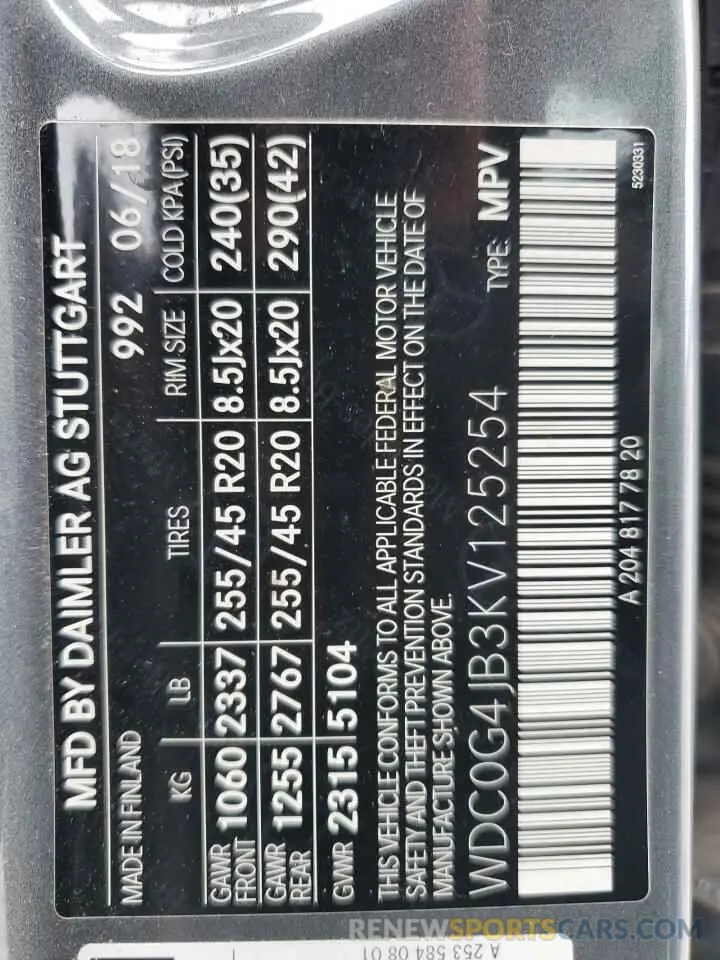 MFD BY DAIMLER AG STUTTGART
MADE IN FINLAND 992 06/18
KG LB TIRES RIM SIZE COLD KPA(PSI)
GAWR FRONT 1060 2337 255/45 R20 8.5Jx20 240(35)
GAWR REAR 1255 2767 255/45 R20 8.5Jx20 290(42)
GVWR 2315 5104
THIS VEHICLE CONFORMS TO ALL APPLICABLE FEDERAL MOTOR VEHICLE
SAFETY AND THEFT PREVENTION STANDARDS IN EFFECT ON THE DATE OF
MANUFACTURE SHOWN ABOVE.
WDC0G4JB3KV125254 TYPE: MPV
A 204 817 78 20 5230331
A 253 584 08 01
RENEWSPORTSCARS.COM